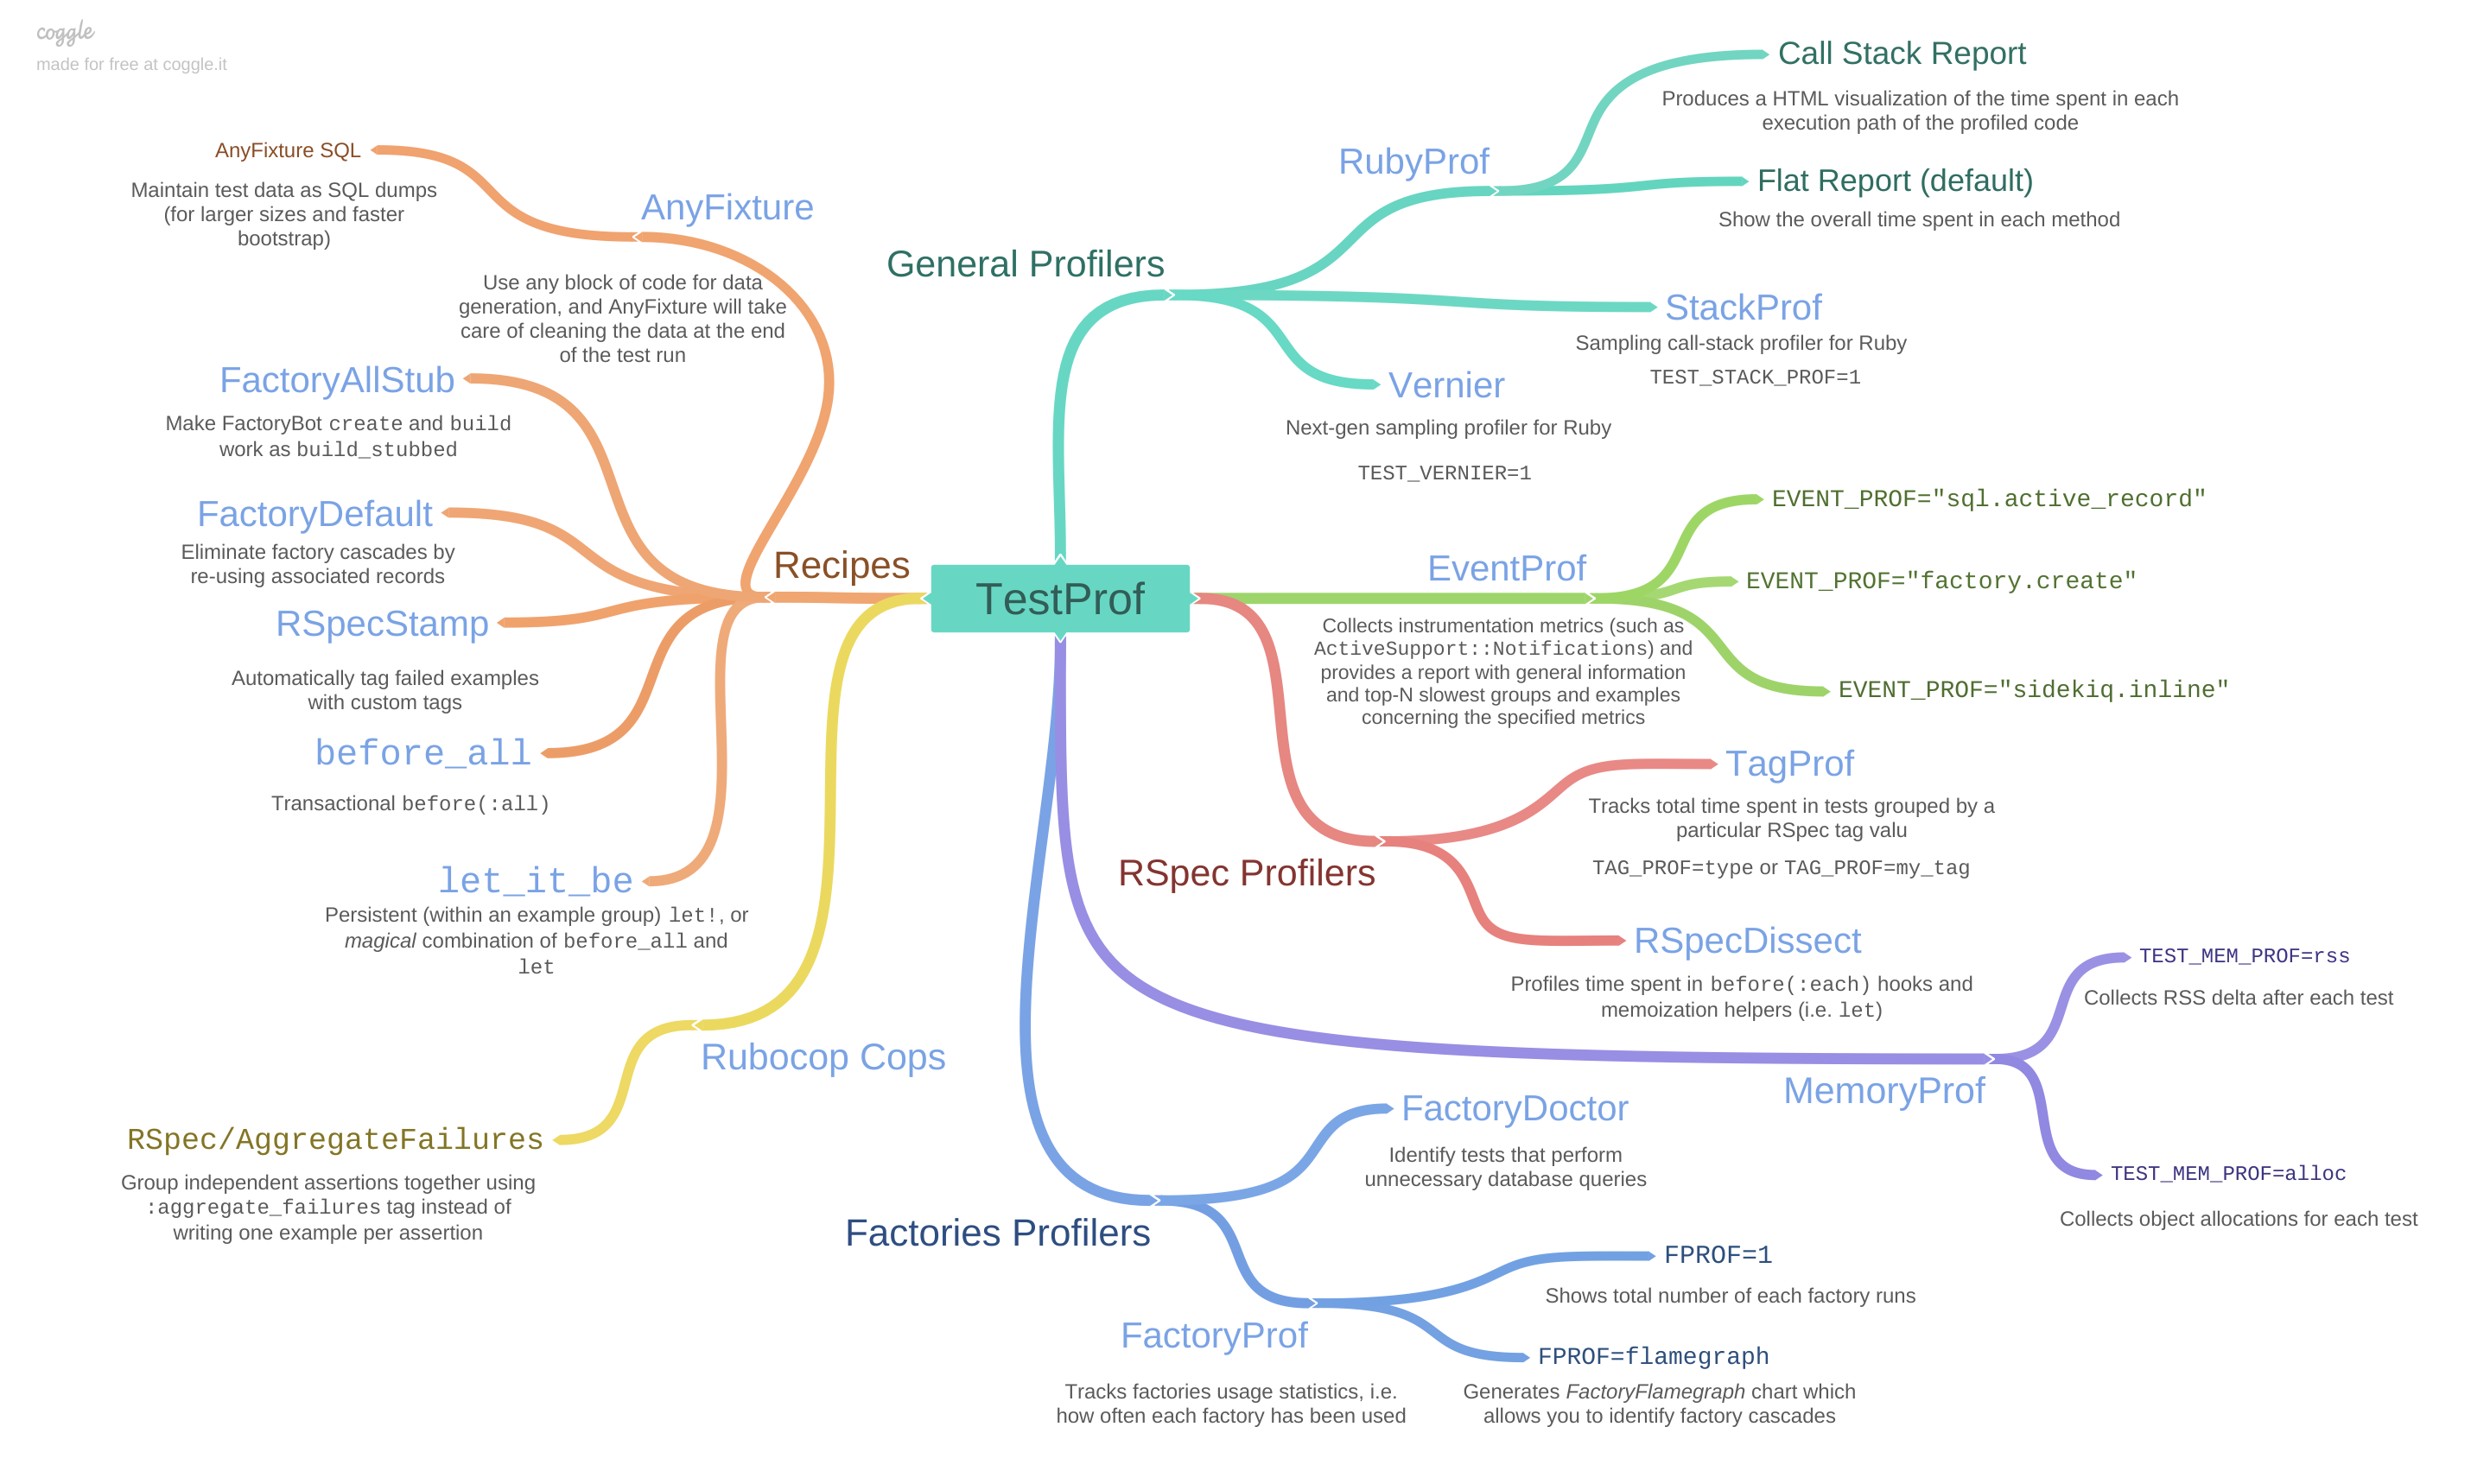 coggle
made for free at coggle.it
TestProf
General Profilers
RubyProf
Call Stack Report
Produces a HTML visualization of the time spent in each
execution path of the profiled code
Flat Report (default)
Show the overall time spent in each method
StackProf
Sampling call-stack profiler for Ruby
TEST_STACK_PROF=1
Vernier
Next-gen sampling profiler for Ruby
TEST_VERNIER=1
EventProf
Collects instrumentation metrics (such as
ActiveSupport::Notifications) and
provides a report with general information
and top-N slowest groups and examples
concerning the specified metrics
EVENT_PROF="sql.active_record"
EVENT_PROF="factory.create"
EVENT_PROF="sidekiq.inline"
RSpec Profilers
TagProf
Tracks total time spent in tests grouped by a
particular RSpec tag valu
TAG_PROF=type or TAG_PROF=my_tag
RSpecDissect
Profiles time spent in before(:each) hooks and
memoization helpers (i.e. let)
MemoryProf
TEST_MEM_PROF=rss
Collects RSS delta after each test
TEST_MEM_PROF=alloc
Collects object allocations for each test
Factories Profilers
FactoryDoctor
Identify tests that perform
unnecessary database queries
FactoryProf
Tracks factories usage statistics, i.e.
how often each factory has been used
FPROF=1
Shows total number of each factory runs
FPROF=flamegraph
Generates FactoryFlamegraph chart which
allows you to identify factory cascades
Recipes
AnyFixture
Use any block of code for data
generation, and AnyFixture will take
care of cleaning the data at the end
of the test run
AnyFixture SQL
Maintain test data as SQL dumps
(for larger sizes and faster
bootstrap)
FactoryAllStub
Make FactoryBot create and build
work as build_stubbed
FactoryDefault
Eliminate factory cascades by
re-using associated records
RSpecStamp
Automatically tag failed examples
with custom tags
before_all
Transactional before(:all)
let_it_be
Persistent (within an example group) let!, or
magical combination of before_all and
let
Rubocop Cops
RSpec/AggregateFailures
Group independent assertions together using
:aggregate_failures tag instead of
writing one example per assertion